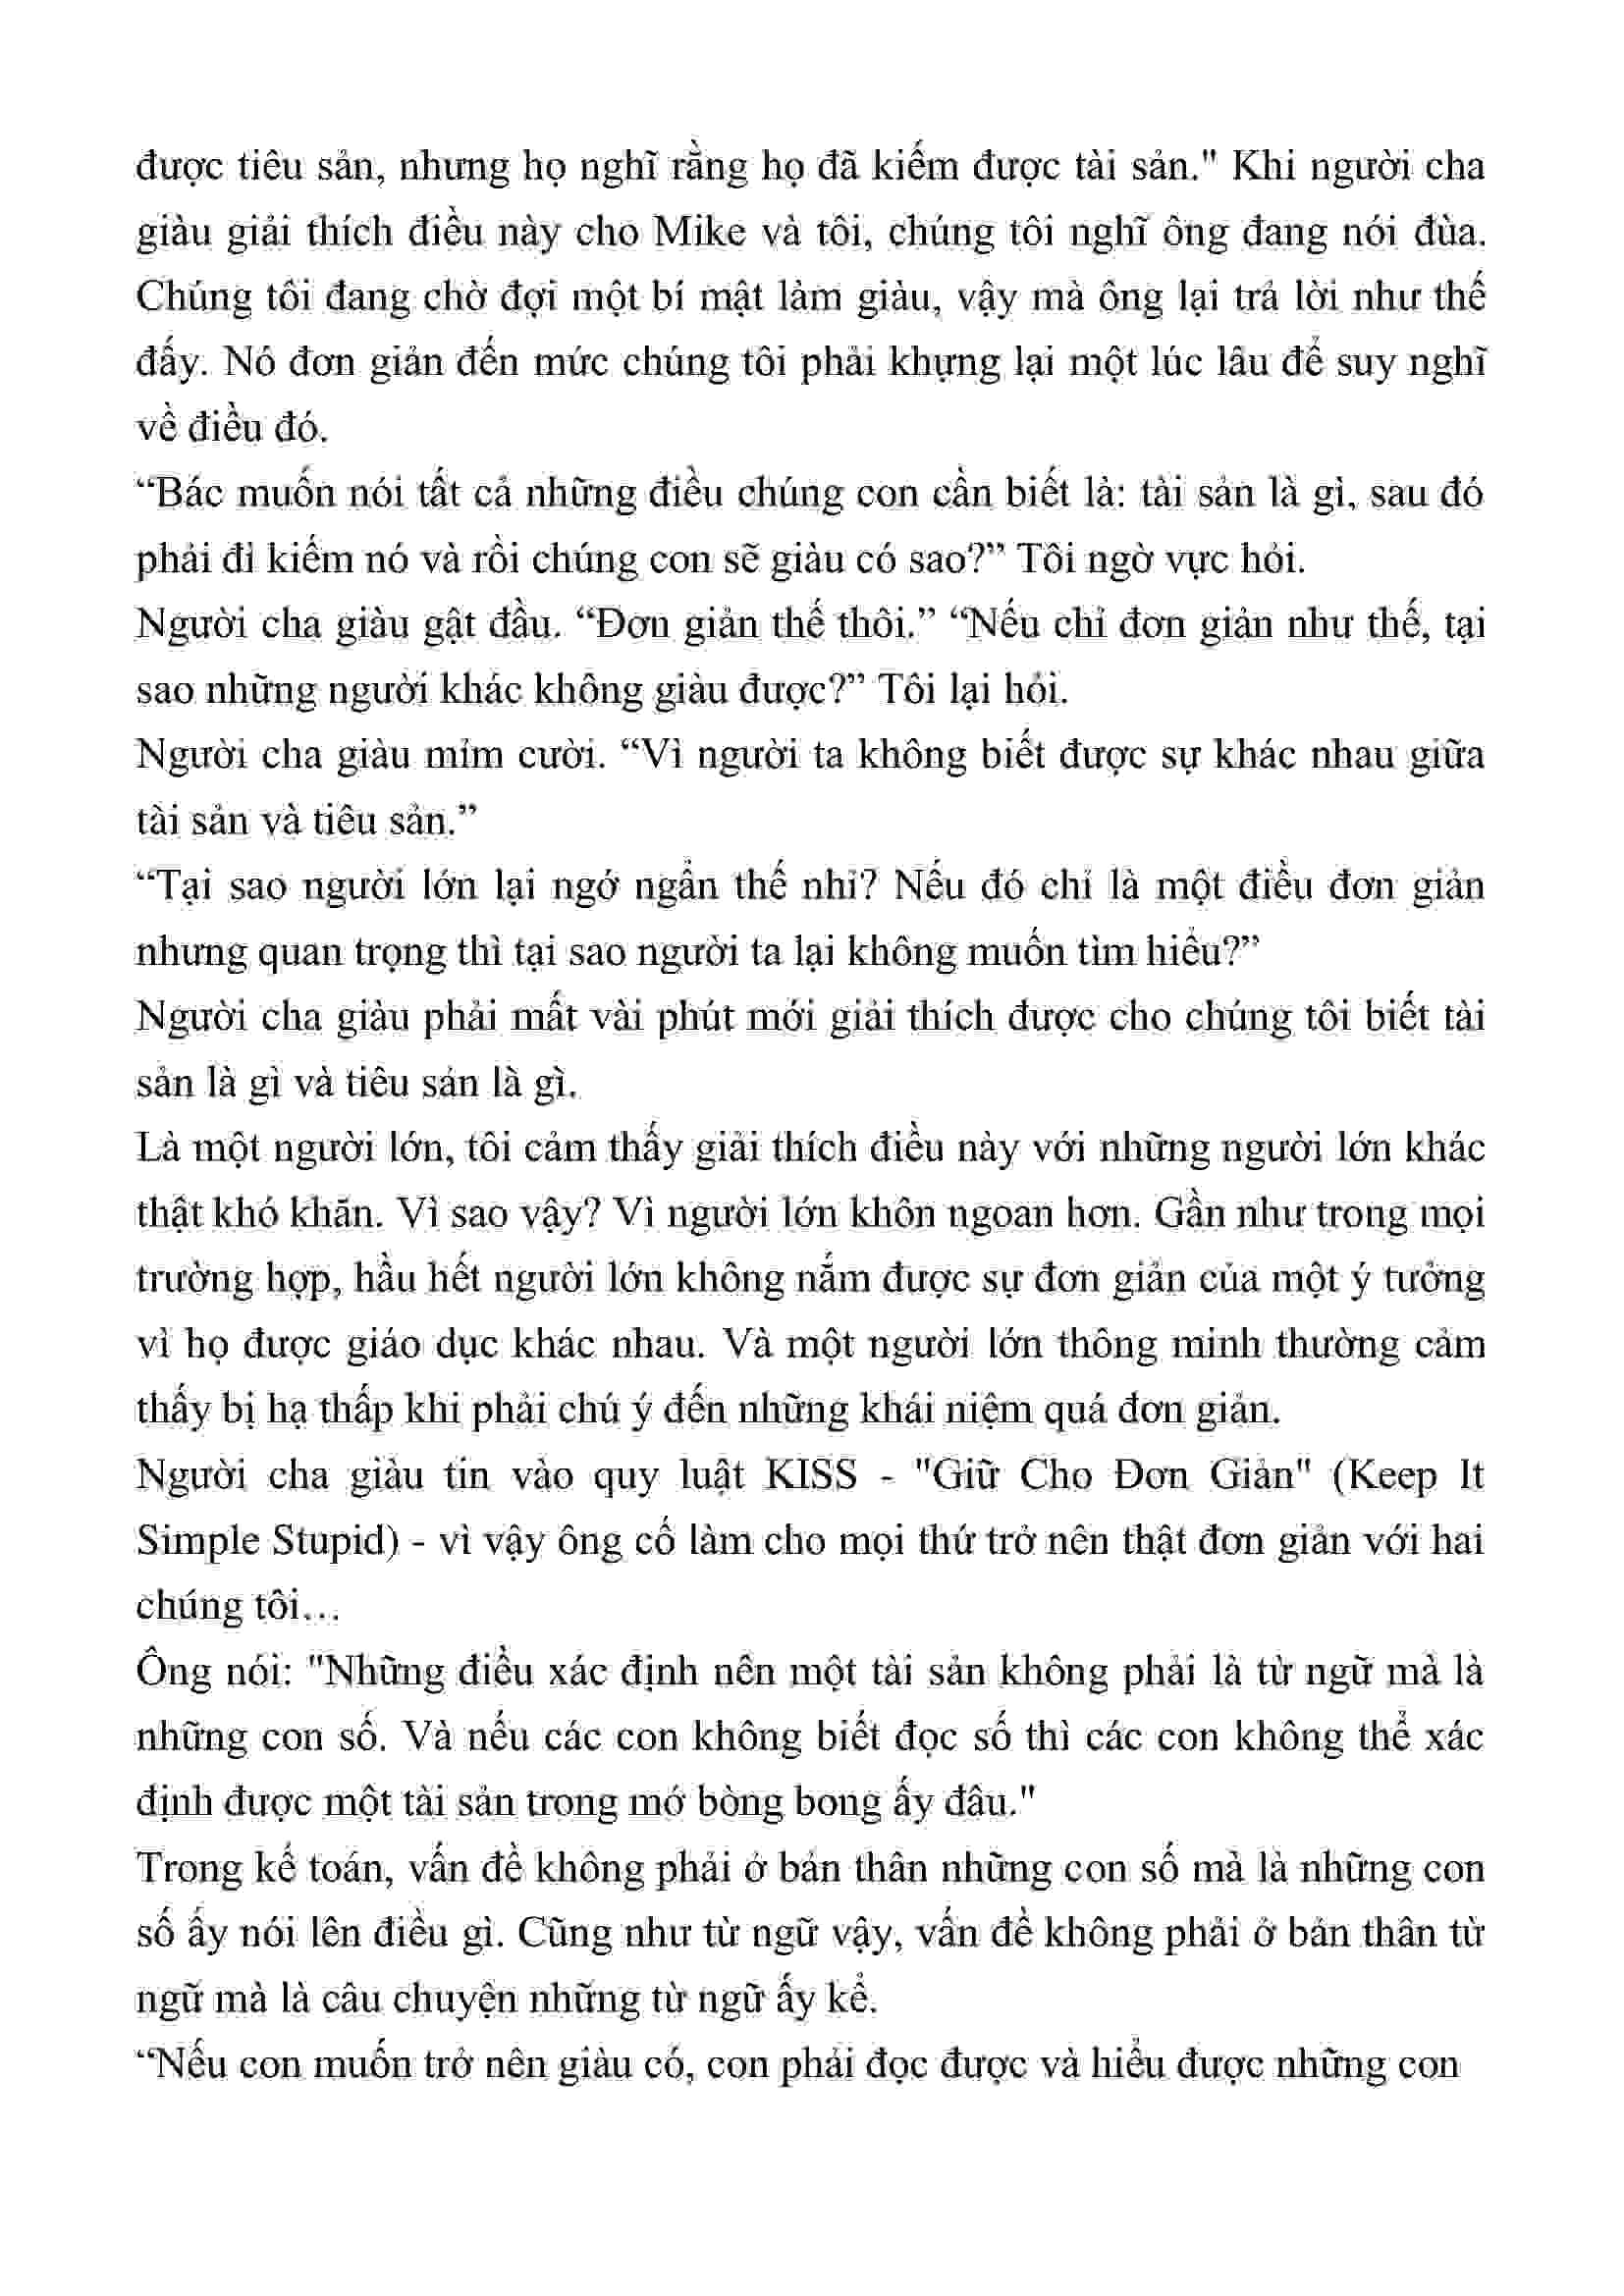 được tiêu sản, nhưng họ nghĩ rằng họ đã kiếm được tài sản." Khi người cha
giàu giải thích điều này cho Mike và tôi, chúng tôi nghĩ ông đang nói đùa.
Chúng tôi đang chờ đợi một bí mật làm giàu, vậy mà ông lại trả lời như thế
đấy. Nô đơn giản đến mức chúng tôi phải khựng lại một lúc lâu để suy nghĩ
về điều đó.
“Bác muốn nói tất cả những điều chúng con cần biết là: tài sản là gì, sau đó
phải đi kiếm nó và rồi chúng con sẽ giàu có sao?” Tôi ngờ vực hỏi.
Người cha giàu gật đầu. “Đơn giản thế thôi.” “Nếu chỉ đơn giản như thế, tại
sao những người khác không giàu được?” Tôi lại hỏi.
Người cha giàu mỉm cười. “Vì người ta không biết được sự khác nhau giữa
tài sản và tiêu sản.”
“Tại sao người lớn lại ngớ ngẩn thế nhỉ? Nếu đó chỉ là một điều đơn giản
nhưng quan trọng thì tại sao người ta lại không muốn tìm hiểu?”
Người cha giàu phải mất vài phút mới giải thích được cho chúng tôi biết tài
sản là gì và tiêu sản là gì.
Là một người lớn, tôi cảm thấy giải thích điều này với những người lớn khác
thật khó khăn. Vì sao vậy? Vì người lớn khôn ngoan hơn. Gần như trong mọi
trường hợp, hầu hết người lớn không nắm được sự đơn giản của một ý tưởng
vì họ được giáo dục khác nhau. Và một người lớn thông minh thường cảm
thấy bị hạ thấp khi phải chú ý đến những khái niệm quá đơn giản.
Người cha giàu tin vào quy luật KISS - "Giữ Cho Đơn Giản" (Keep It
Simple Stupid) - vì vậy ông cố làm cho mọi thứ trở nên thật đơn giản với hai
chúng tôi…
Ông nói: "Những điều xác định nên một tài sản không phải là từ ngữ mà là
những con số. Và nếu các con không biết đọc số thì các con không thể xác
định được một tài sản trong mớ bòng bong ấy đâu."
Trong kế toán, vấn đề không phải ở bản thân những con số mà là những con
số ấy nói lên điều gì. Cũng như từ ngữ vậy, vấn đề không phải ở bản thân từ
ngữ mà là câu chuyện những từ ngữ ấy kể.
“Nếu con muốn trở nên giàu có, con phải đọc được và hiểu được những con